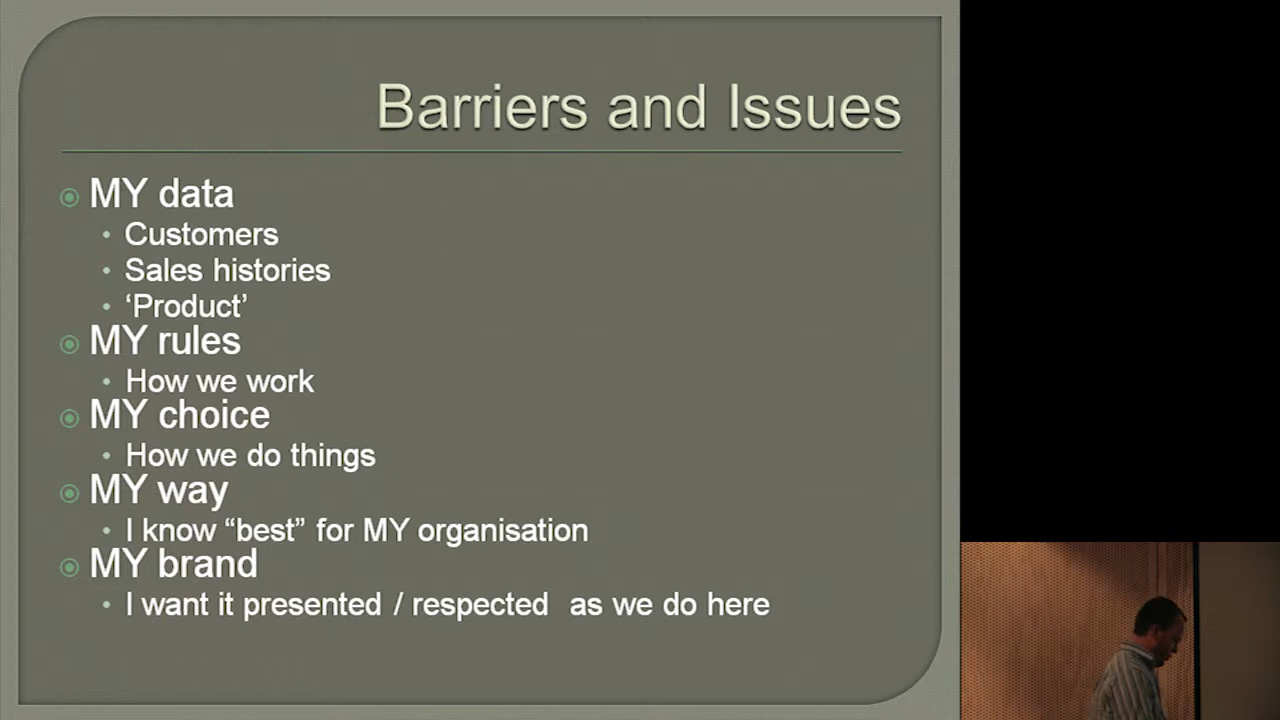 Barriers and Issues
MY data
Customers
Sales histories
‘Product’
MY rules
How we work
MY choice
How we do things
MY way
I know “best” for MY organisation
MY brand
I want it presented / respected as we do here